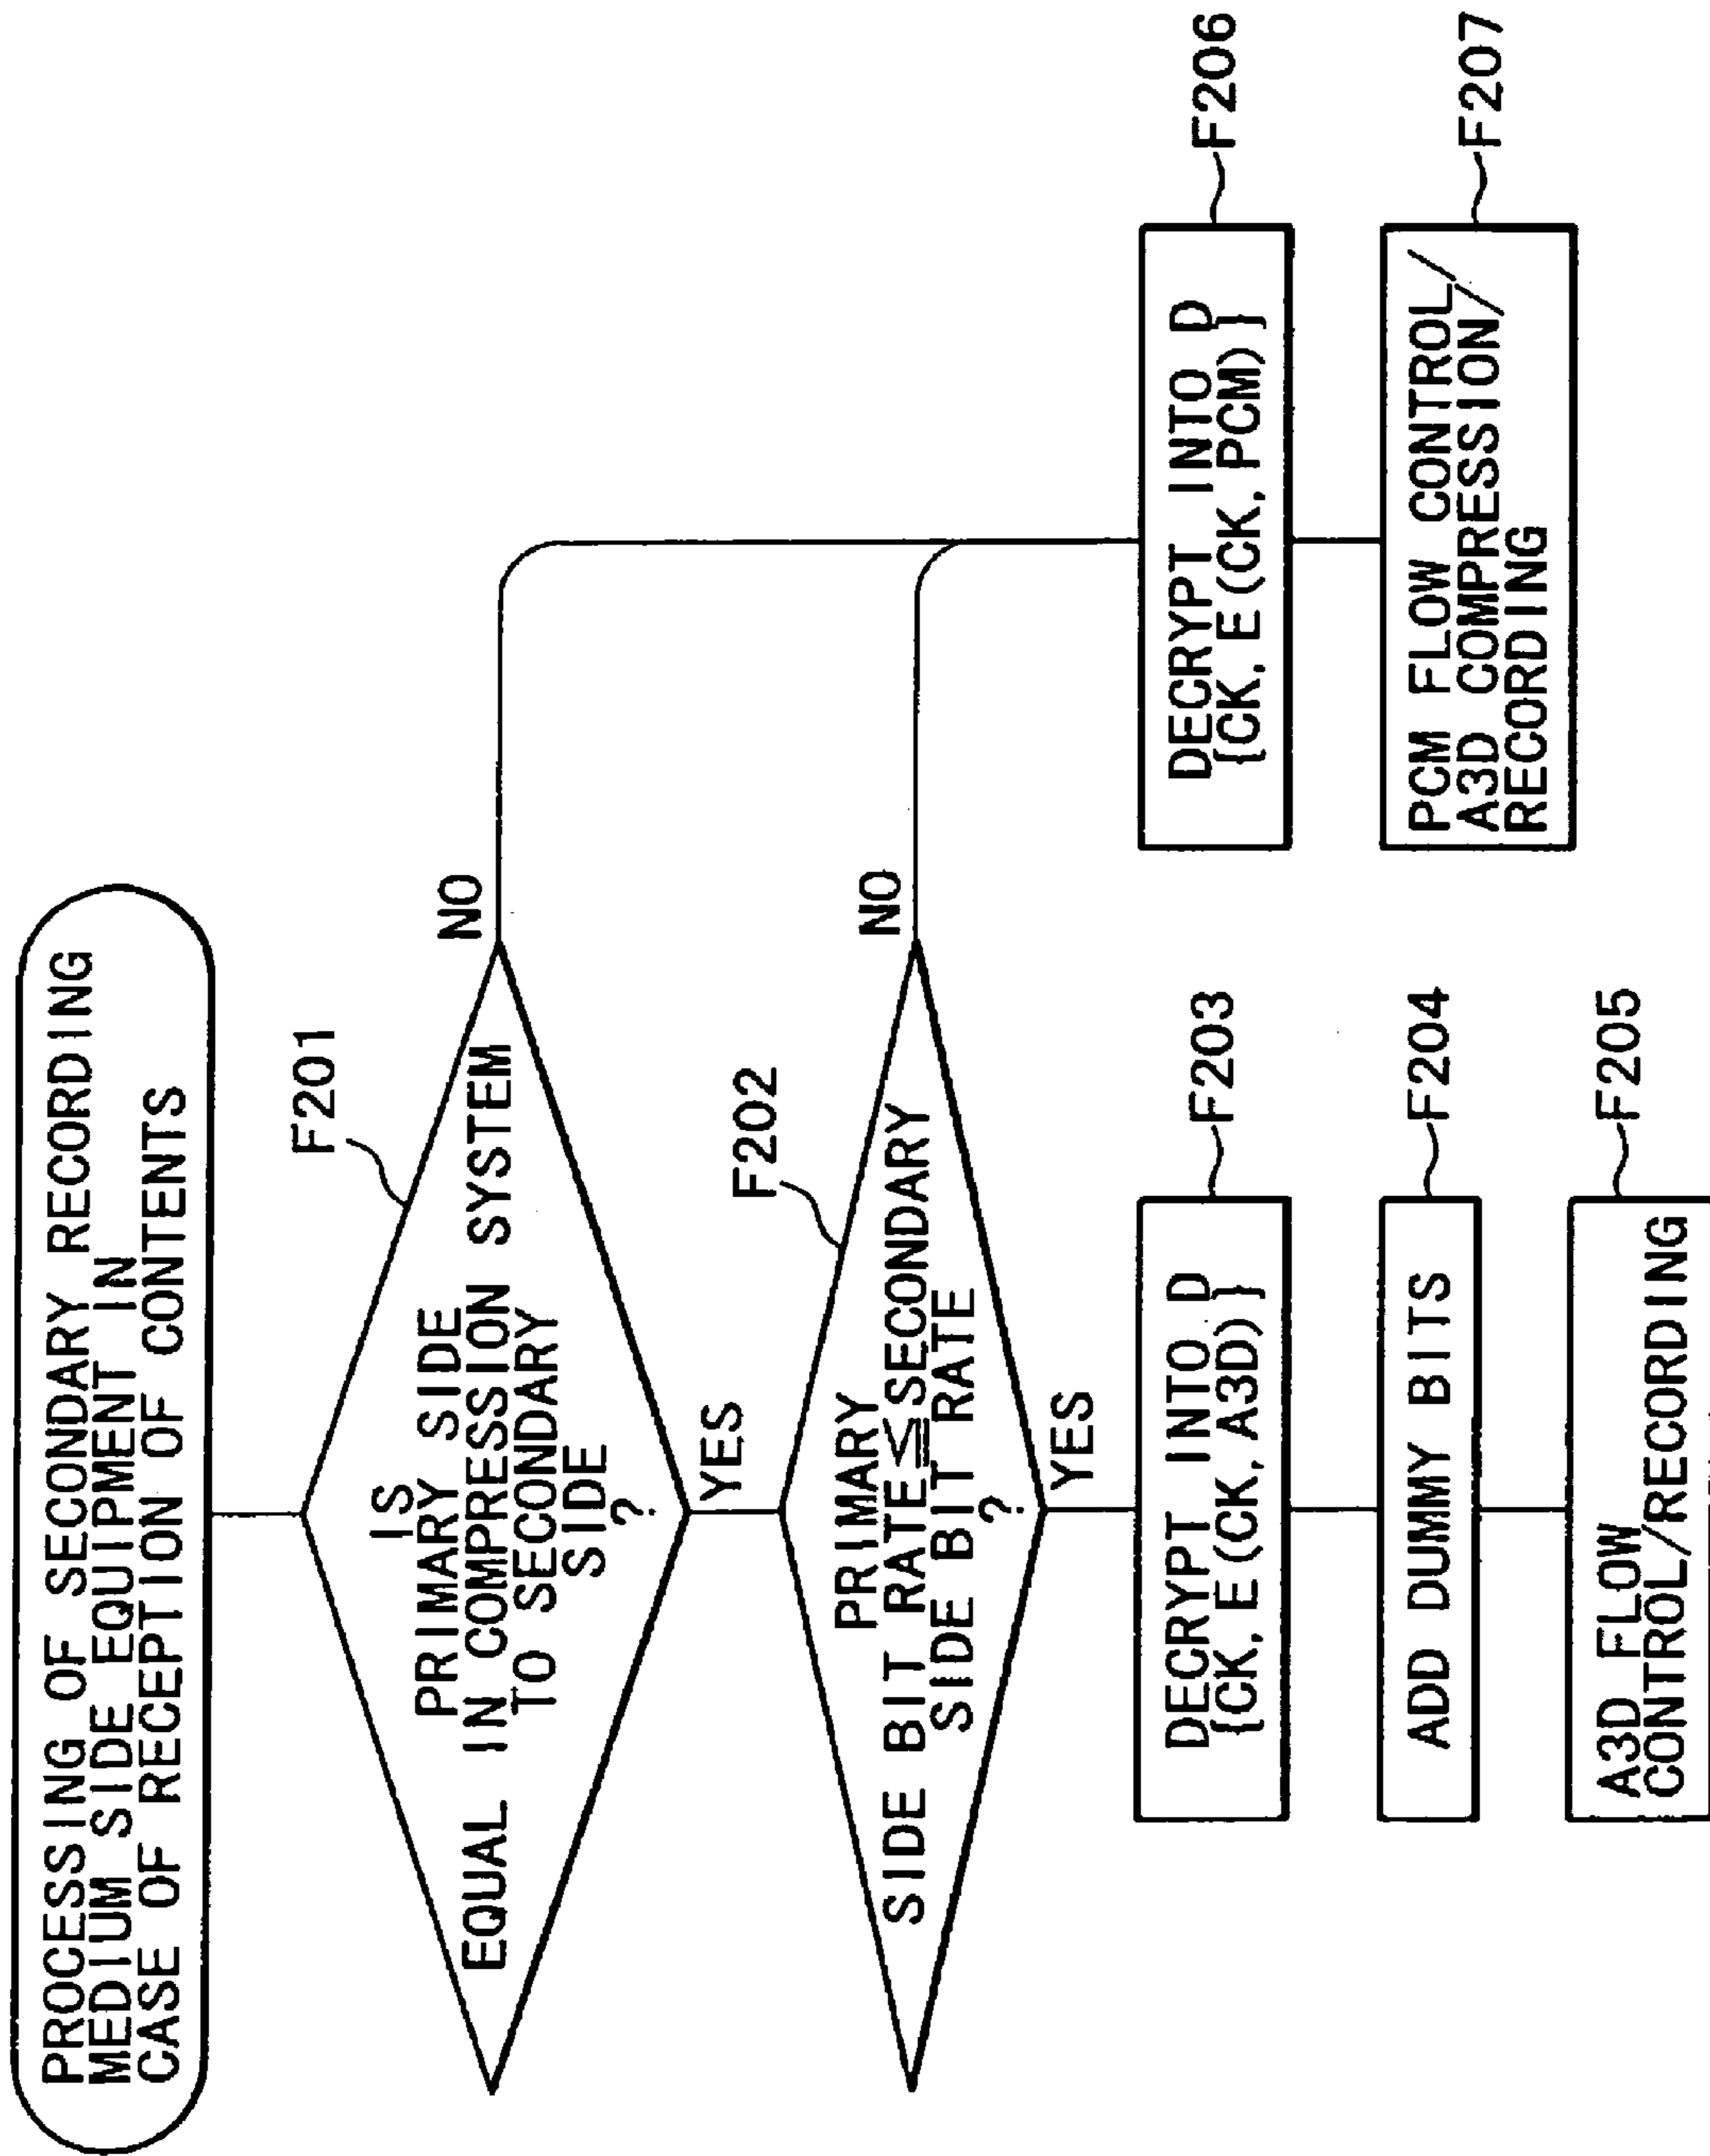 PROCESSING OF SECONDARY RECORDING
MEDIUM SIDE EQUIPMENT IN
CASE OF RECEPTION OF CONTENTS
F201
IS
PRIMARY SIDE
EQUAL IN COMPRESSION SYSTEM
TO SECONDARY
SIDE
?
NO
YES
F202
PRIMARY
SIDE BIT RATE≦SECONDARY
SIDE BIT RATE
?
NO
YES
DECRYPT INTO D
{CK, E(CK, A3D)}
F203
ADD DUMMY BITS
F204
A3D FLOW
CONTROL/RECORDING
F205
DECRYPT INTO D
{CK, E(CK, PCM)}
F206
PCM FLOW CONTROL/
A3D COMPRESSION/
RECORDING
F207